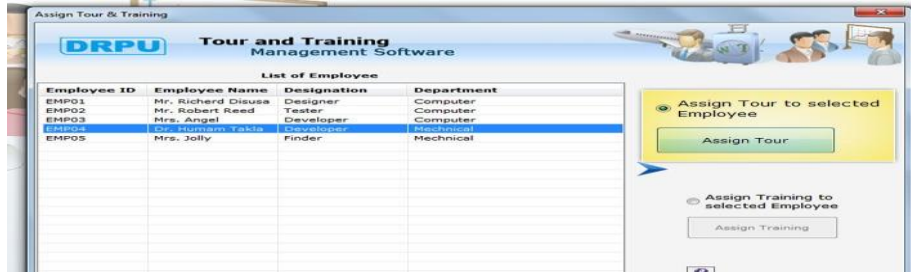 Assign Tour & Training
DRPU
Tour and Training
Management Software
List of Employee
Employee ID Employee Name Designation Department
EMP01 Mr. Richerd Disusa Designer Computer
EMP02 Mr. Robert Reed Tester Computer
EMP03 Mrs. Angel Developer Computer
EMP04 Dr. Humam Takla Developer Mechnical
EMP05 Mrs. Jolly Finder Mechnical
Assign Tour to selected
Employee
Assign Tour
Assign Training to
selected Employee
Assign Training